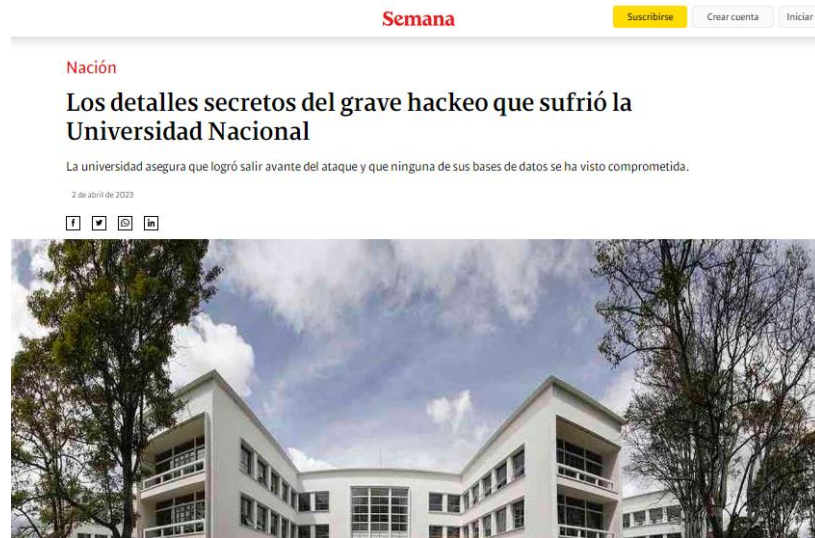 Semana
Suscribirse
Crear cuenta
Iniciar
Nación
Los detalles secretos del grave hackeo que sufrió la
Universidad Nacional
La universidad asegura que logró salir avante del ataque y que ninguna de sus bases de datos se ha visto comprometida.
2 de abril de 2023